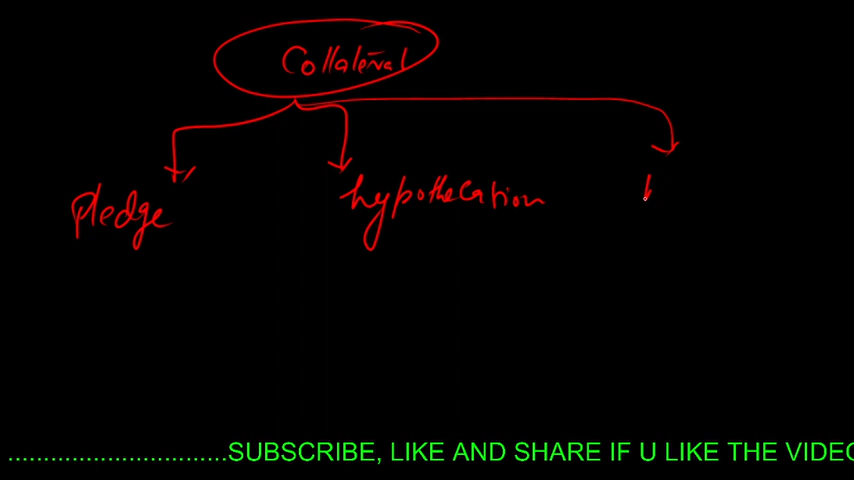 Collateral
pledge hypothecation
..............................SUBSCRIBE, LIKE AND SHARE IF U LIKE THE VIDEO